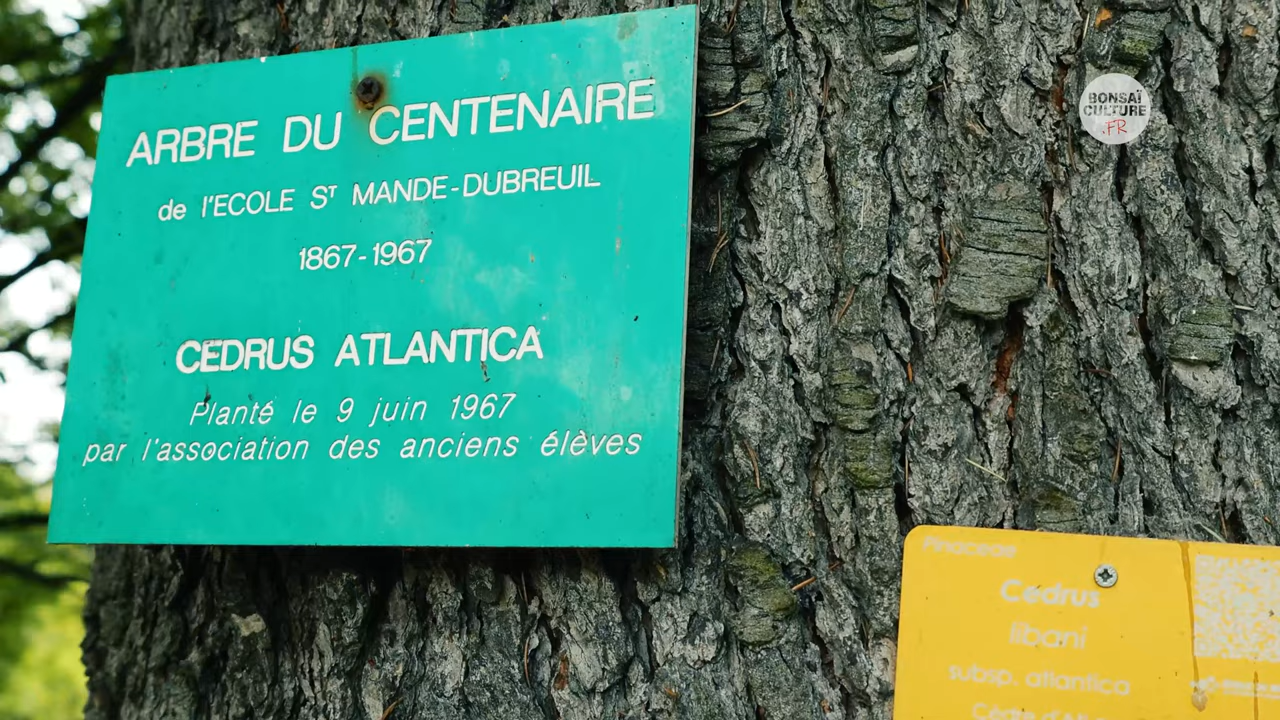 ARBRE DU CENTENAIRE
de l'ECOLE ST MANDE-DUBREUIL
1867-1967
CEDRUS ATLANTICA
Planté le 9 juin 1967
par l'association des anciens élèves
BONSAÏ
CULTURE
.FR
Pinaceae
Cedrus
libani
subsp. atlantica